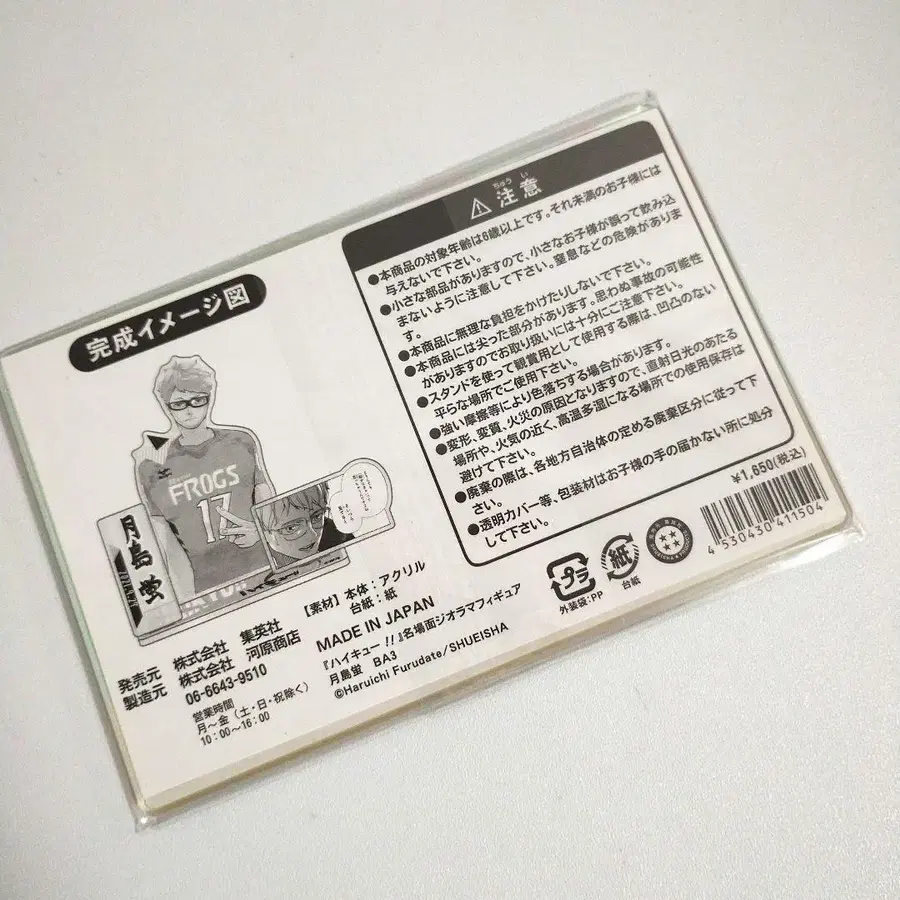 完成イメージ図
FROGS
17
月島蛍
発売元 株式会社 集英社
製造元 株式会社 河原商店
06-6643-9510
営業時間
月〜金(土・日・祝除く)
10:00〜16:00
【素材】本体:アクリル
台紙:紙
MADE IN JAPAN
『ハイキュー!!』名場面ジオラマフィギュア
月島蛍 BA3
©Haruichi Furudate/SHUEISHA
ちゅうい
注意
●本商品の対象年齢は6歳以上です。それ未満のお子様には
与えないで下さい。
●小さな部品がありますので、小さなお子様が誤って飲み込
まないように注意して下さい。窒息などの危険がありま
す。
●本商品に無理な負担をかけたりしないで下さい。
●本商品には尖った部分があります。思わぬ事故の可能性
がありますのでお取り扱いには十分にご注意下さい。
●スタンドを使って観賞用として使用する際は、凹凸のない
平らな場所でご使用下さい。
●強い摩擦等により色落ちする場合があります。
●変形、変質、火災の原因となりますので、直射日光のあたる
場所や、火気の近く、高温多湿になる場所での使用保存は
避けて下さい。
●廃棄の際は、各地方自治体の定める廃棄区分に従って下
さい。
●透明カバー等、包装材はお子様の手の届かない所に処分
して下さい。
¥1,650(税込)
4 530430 411504
プラ
外装袋:PP
紙
台紙